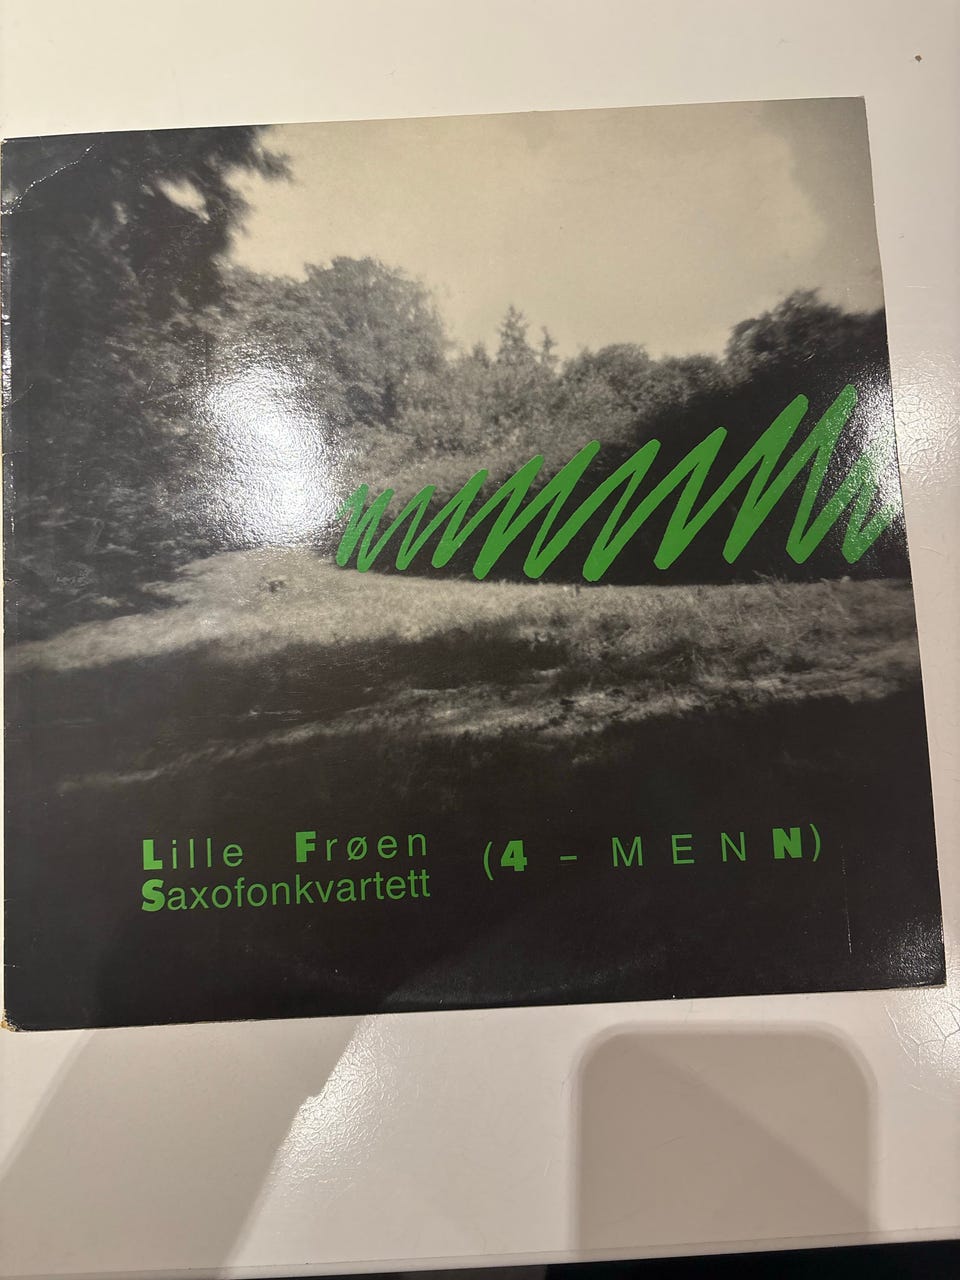 Lille Frøen
Saxofonkvartett
(4 - MENN)